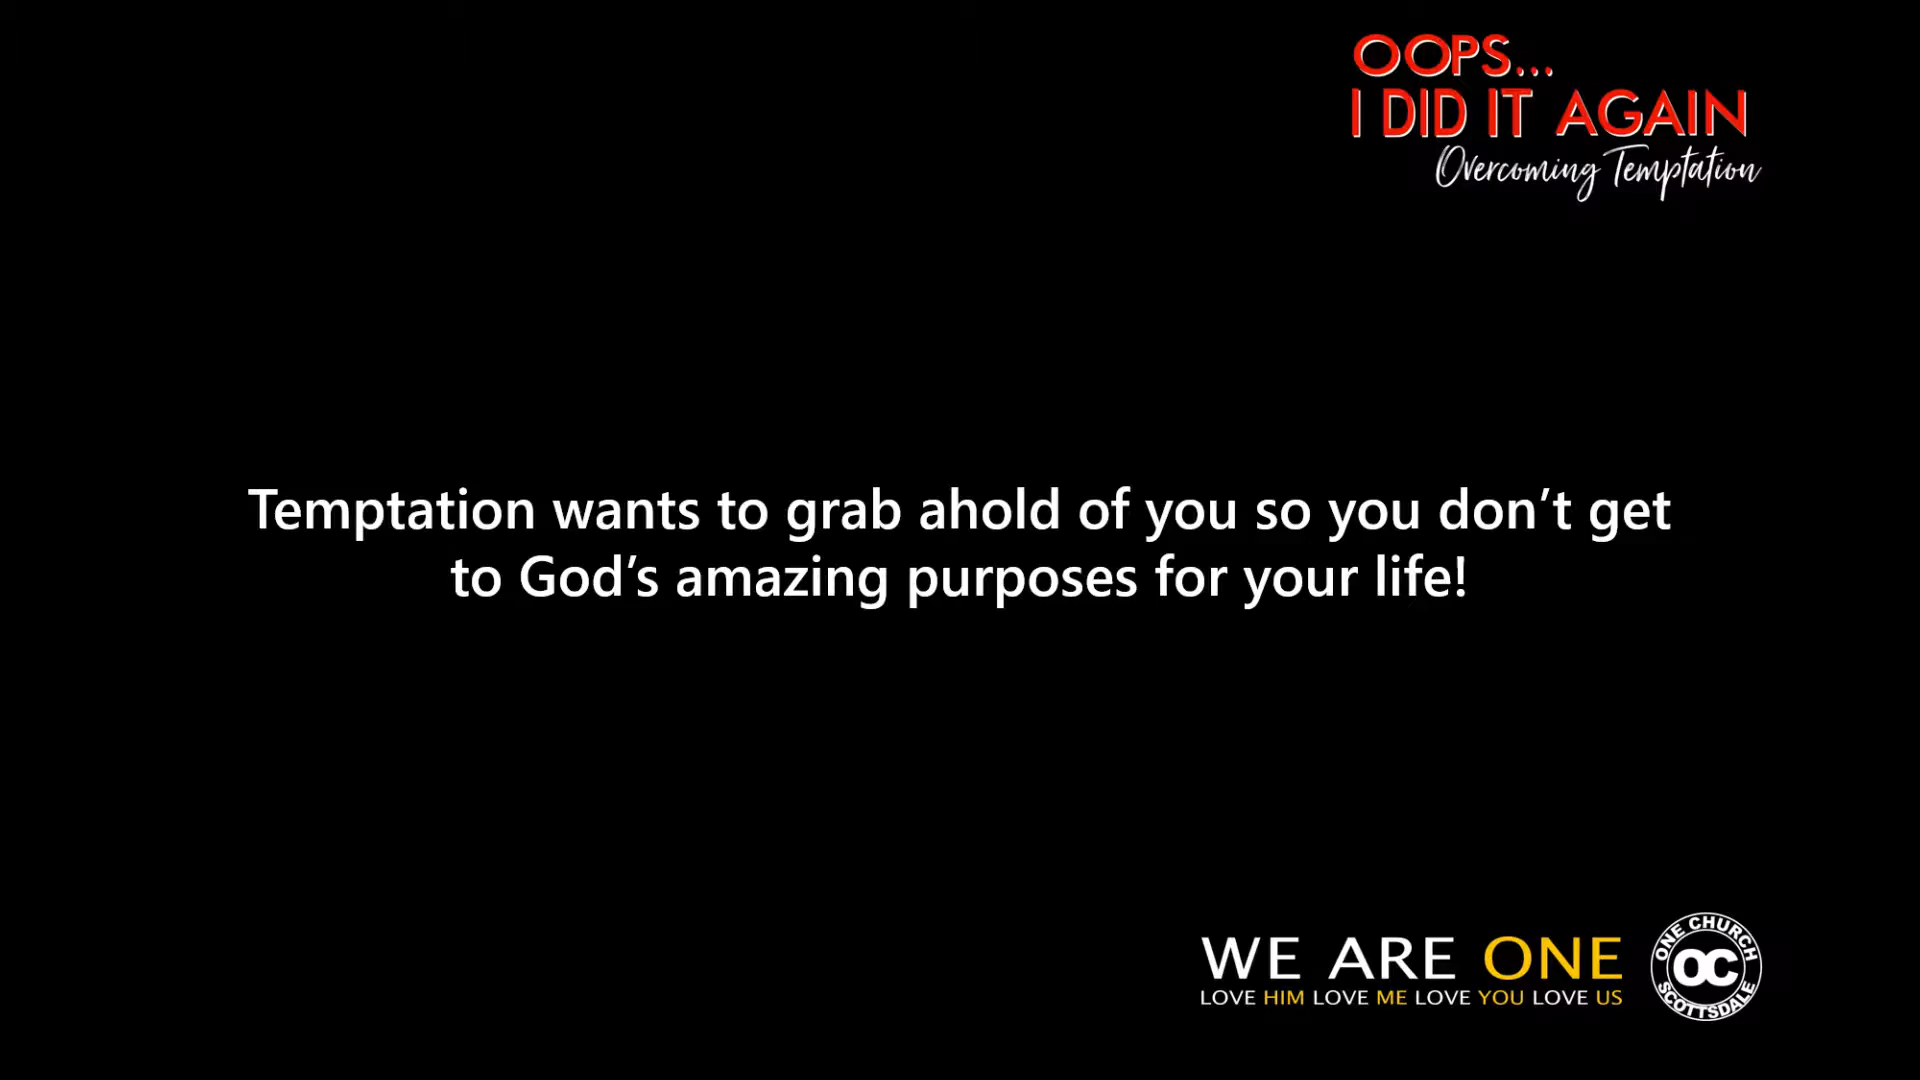 OOPS...
I DID IT AGAIN
Overcoming Temptation
Temptation wants to grab ahold of you so you don’t get
to God’s amazing purposes for your life!
WE ARE ONE
LOVE HIM LOVE ME LOVE YOU LOVE US
ONE CHURCH
OC
SCOTTSDALE